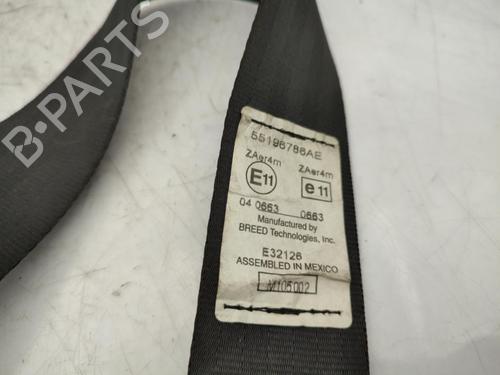 B-PARTS
55196786AE
ZAer4m ZAer4m
E11 e11
04 0663 0663
Manufactured by
BREED Technologies, Inc.
E32126
ASSEMBLED IN MEXICO
M105002